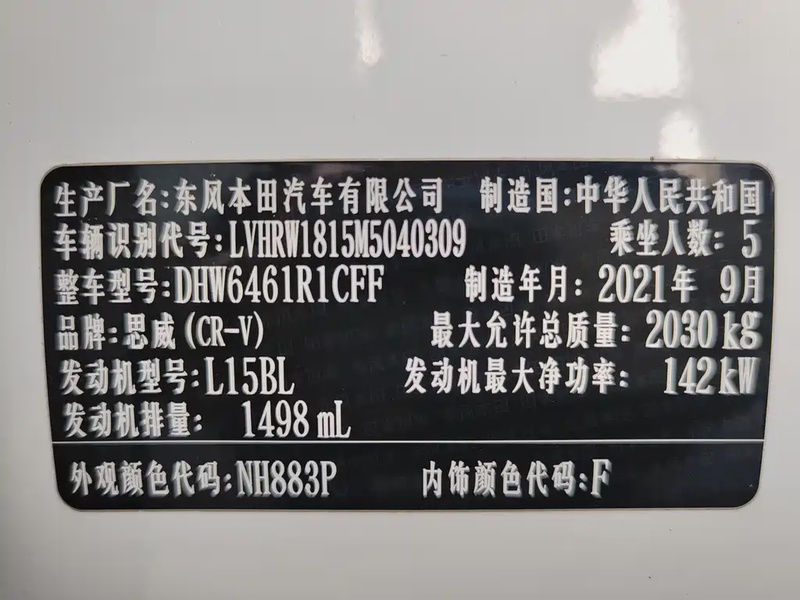 生产厂名:东风本田汽车有限公司 制造国:中华人民共和国
车辆识别代号:LVHRW1815M5040309 乘坐人数: 5
整车型号:DHW6461R1CFF 制造年月: 2021年 9月
品牌:思威(CR-V) 最大允许总质量: 2030kg
发动机型号:L15BL 发动机最大净功率: 142kW
发动机排量: 1498mL
外观颜色代码:NH883P 内饰颜色代码:F